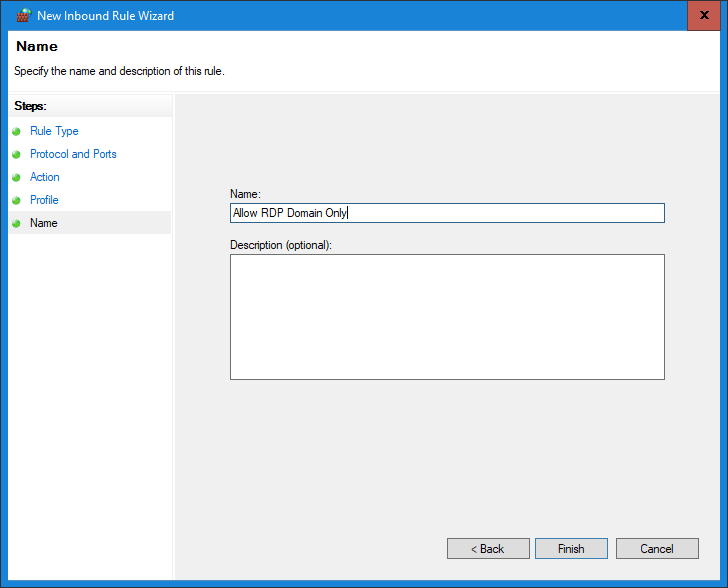 New Inbound Rule Wizard
Name
Specify the name and description of this rule.
Steps:
Rule Type
Protocol and Ports
Action
Profile
Name
Name:
Allow RDP Domain Only
Description (optional):
< Back
Finish
Cancel